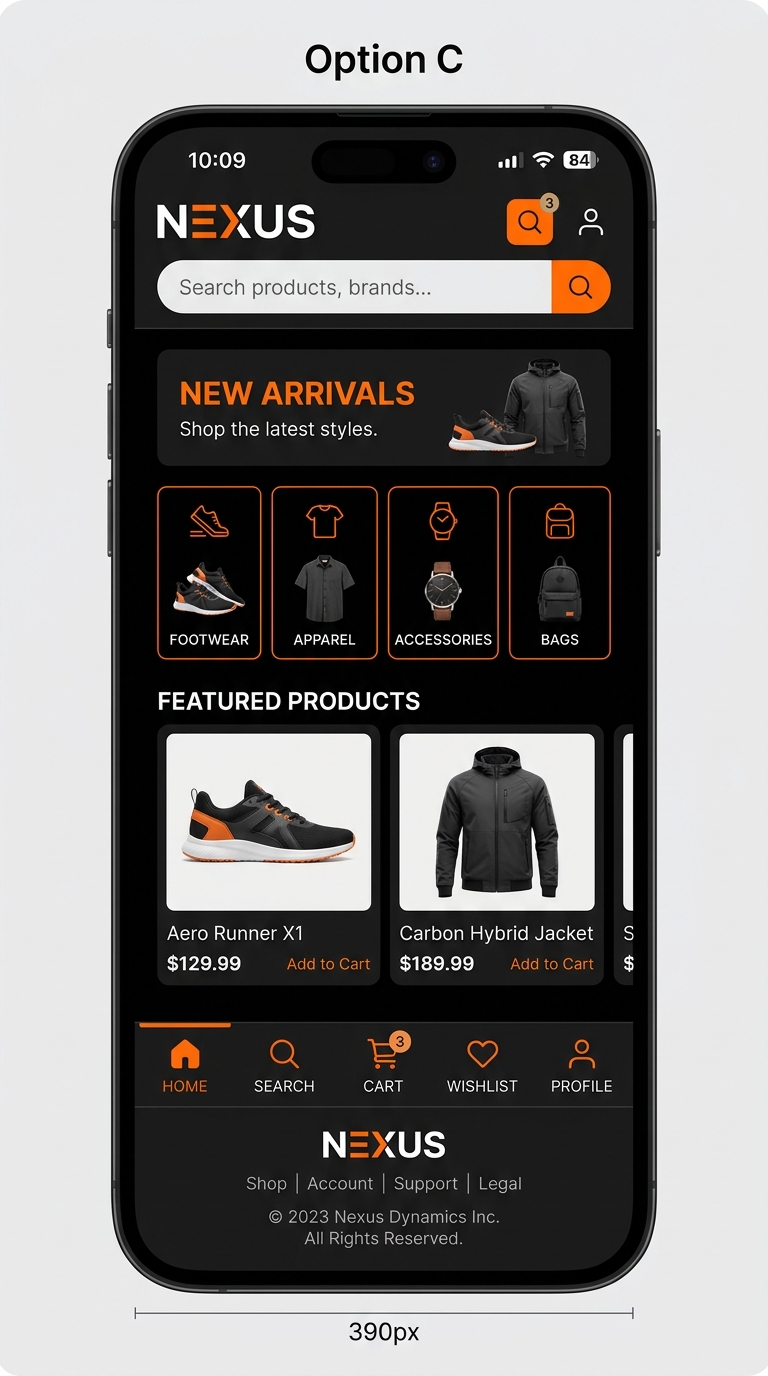 Option C
10:09
84
NEXUS
3
Search products, brands...
NEW ARRIVALS
Shop the latest styles.
FOOTWEAR
APPAREL
ACCESSORIES
BAGS
FEATURED PRODUCTS
Aero Runner X1
Carbon Hybrid Jacket
S
$129.99
Add to Cart
$189.99
Add to Cart
$
3
HOME
SEARCH
CART
WISHLIST
PROFILE
NEXUS
Shop | Account | Support | Legal
© 2023 Nexus Dynamics Inc.
All Rights Reserved.
390px